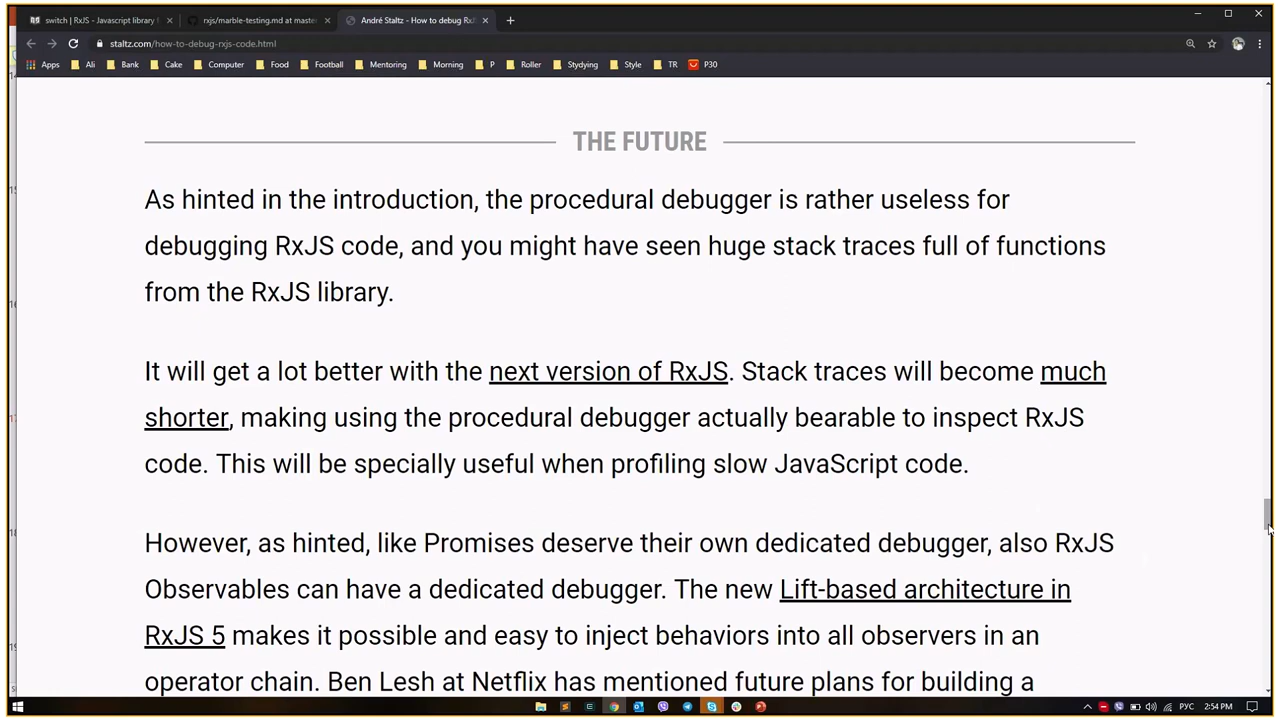 switch | RxJS - Javascript library f
rxjs/marble-testing.md at maste
André Staltz - How to debug RxJ
staltz.com/how-to-debug-rxjs-code.html
Apps Ali Bank Cake Computer Food Football Mentoring Morning P Roller Stydying Style TR P30
THE FUTURE
As hinted in the introduction, the procedural debugger is rather useless for
debugging RxJS code, and you might have seen huge stack traces full of functions
from the RxJS library.
It will get a lot better with the next version of RxJS. Stack traces will become much
shorter, making using the procedural debugger actually bearable to inspect RxJS
code. This will be specially useful when profiling slow JavaScript code.
However, as hinted, like Promises deserve their own dedicated debugger, also RxJS
Observables can have a dedicated debugger. The new Lift-based architecture in
RxJS 5 makes it possible and easy to inject behaviors into all observers in an
operator chain. Ben Lesh at Netflix has mentioned future plans for building a
РУС 2:54 PM